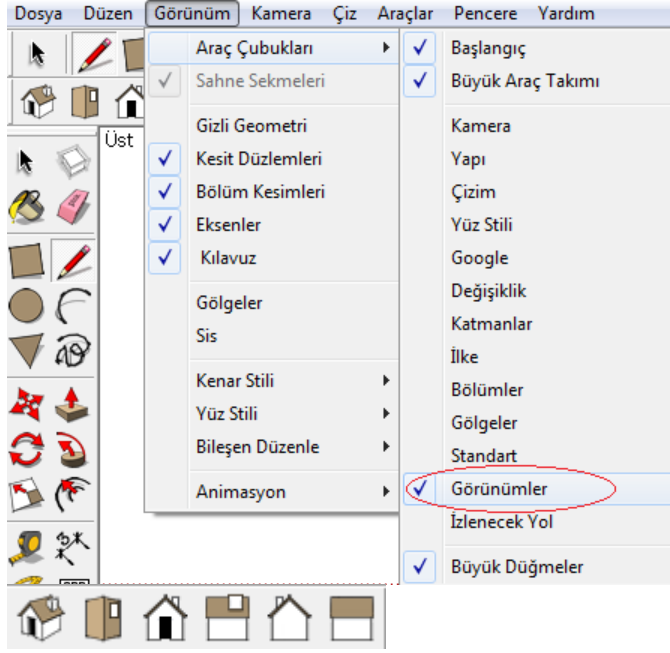 Dosya Düzen Görünüm Kamera Çiz Araçlar Pencere Yardım
Üst
Araç Çubukları
Sahne Sekmeleri
Gizli Geometri
Kesit Düzlemleri
Bölüm Kesimleri
Eksenler
Kılavuz
Gölgeler
Sis
Kenar Stili
Yüz Stili
Bileşen Düzenle
Animasyon
Başlangıç
Büyük Araç Takımı
Kamera
Yapı
Çizim
Yüz Stili
Google
Değişiklik
Katmanlar
İlke
Bölümler
Gölgeler
Standart
Görünümler
İzlenecek Yol
Büyük Düğmeler